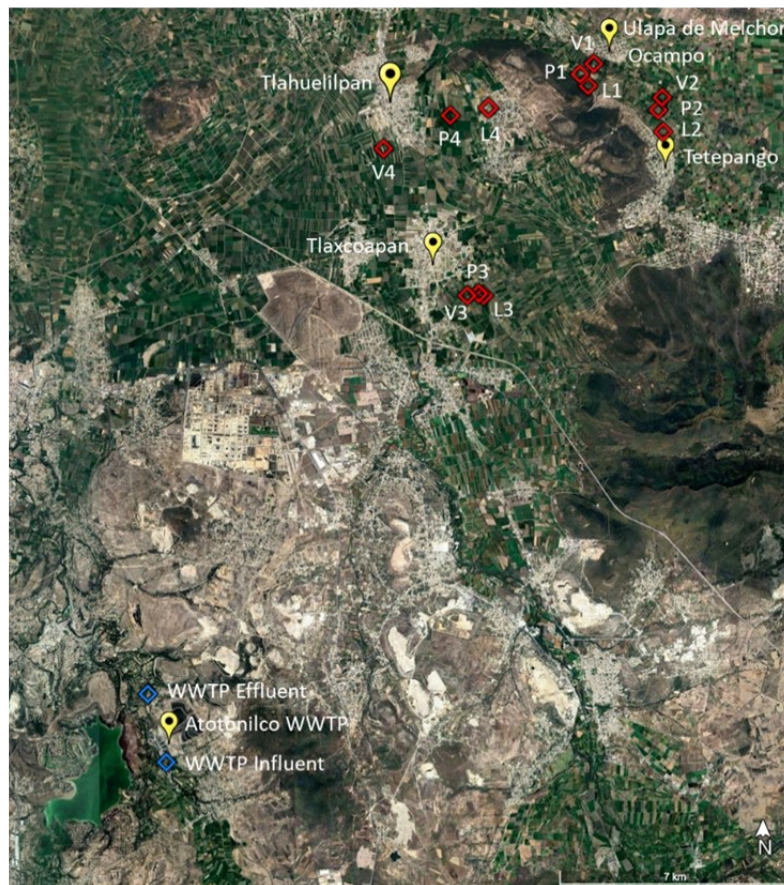 Ulapa de Melchor
Ocampo
V1
P1
L1
V2
P2
L2
Tetepango
Tlahuelilpan
P4
L4
V4
Tlaxcoapan
P3
V3
L3
WWTP Effluent
Atotonilco WWTP
WWTP Influent
N
7 km